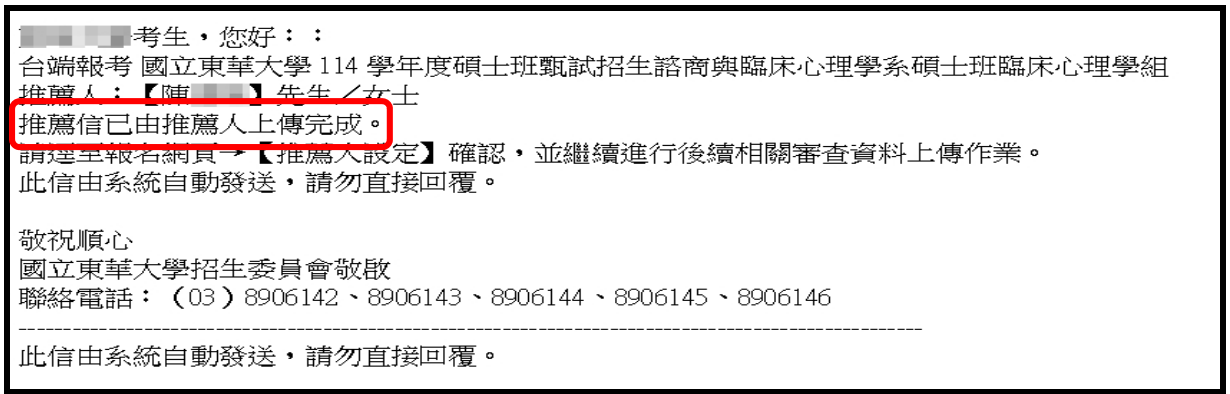 考生，您好：：
台端報考 國立東華大學 114 學年度碩士班甄試招生諮商與臨床心理學系碩士班臨床心理學組
推薦人：【陳】先生／女士
推薦信已由推薦人上傳完成。
請逕至報名網頁→【推薦人設定】確認，並繼續進行後續相關審查資料上傳作業。
此信由系統自動發送，請勿直接回覆。
敬祝順心
國立東華大學招生委員會敬啟
聯絡電話：（03）8906142、8906143、8906144、8906145、8906146
--------------------------------------------------------------------------------------------------
此信由系統自動發送，請勿直接回覆。